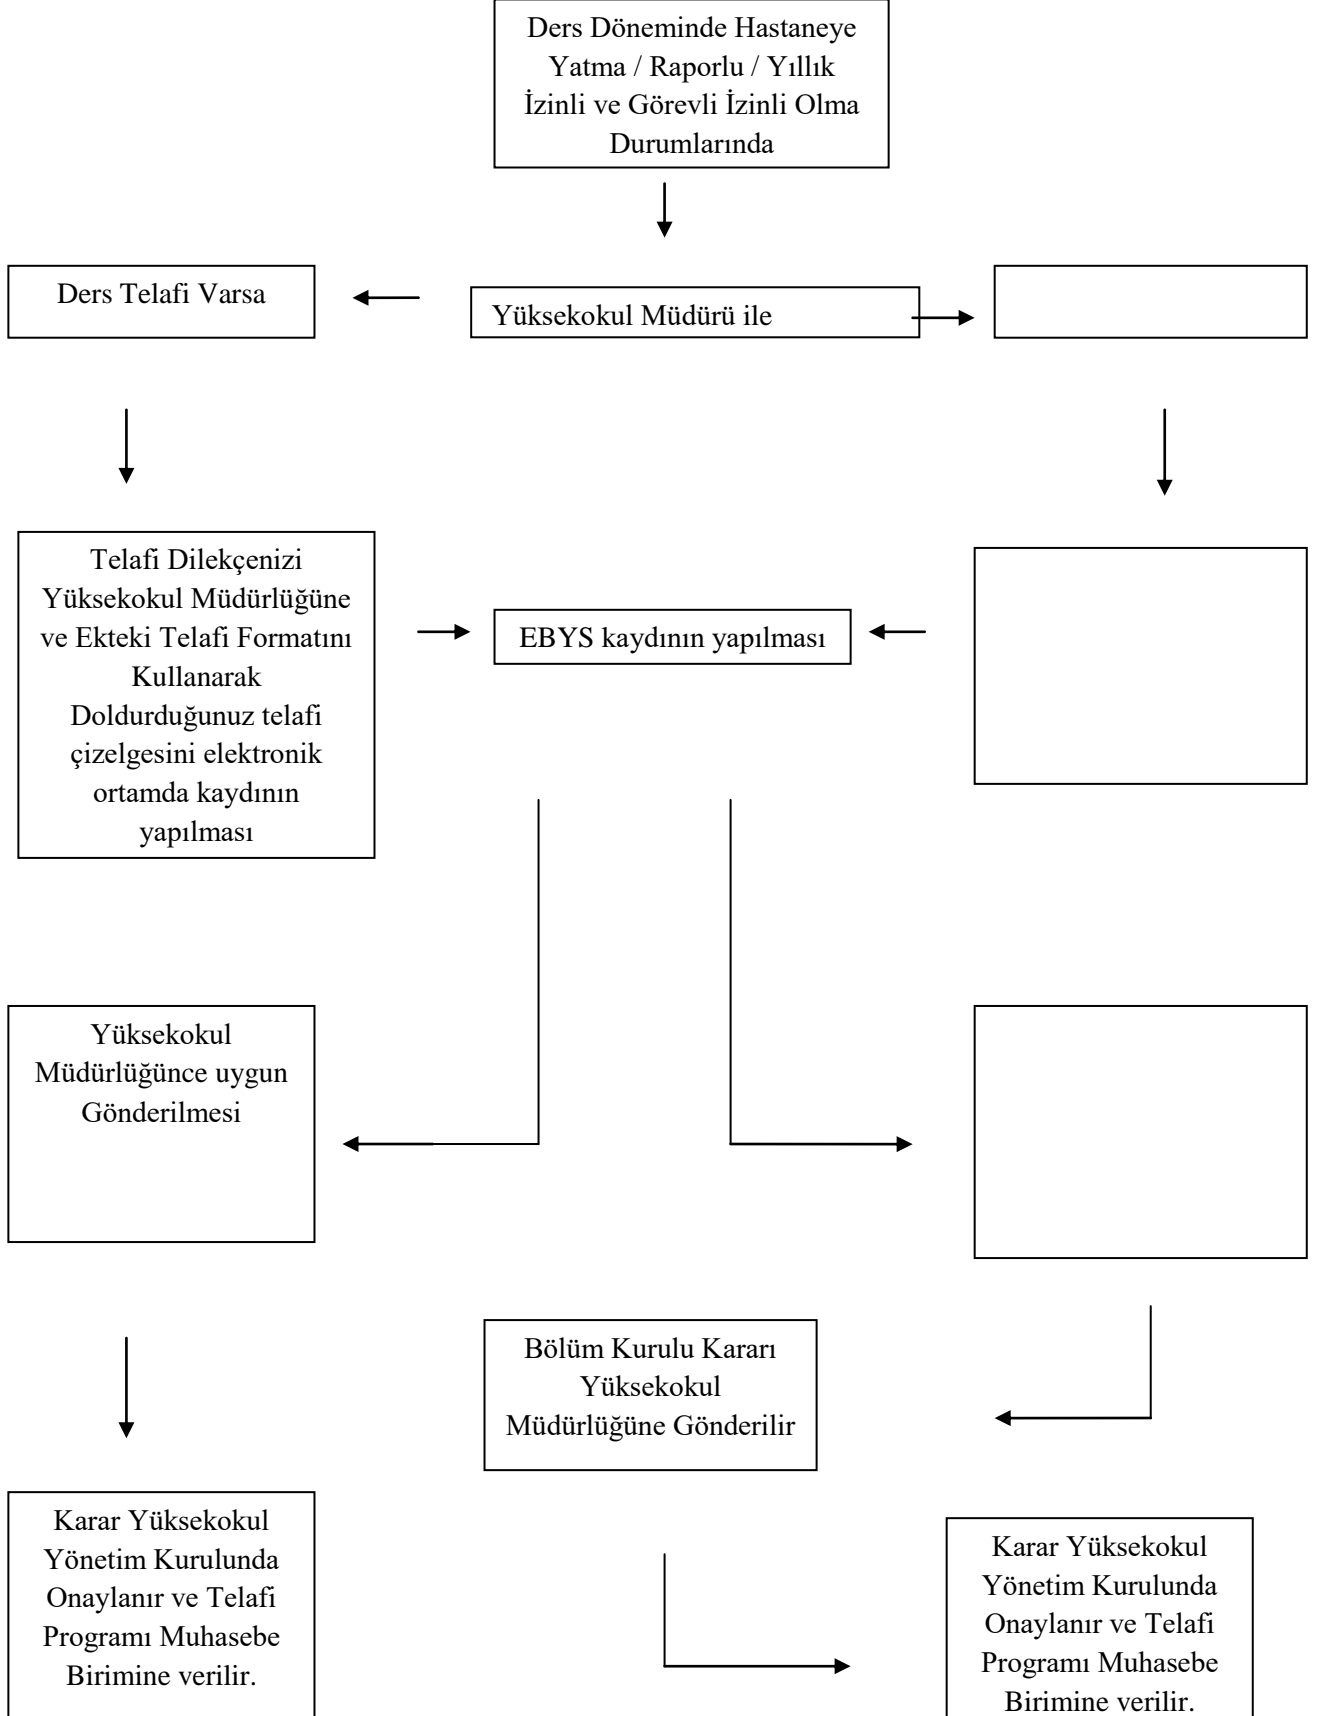 Ders Döneminde Hastaneye
Yatma / Raporlu / Yıllık
İzinli ve Görevli İzinli Olma
Durumlarında
Ders Telafi Varsa
Yüksekokul Müdürü ile
Telafi Dilekçenizi
Yüksekokul Müdürlüğüne
ve Ekteki Telafi Formatını
Kullanarak
Doldurduğunuz telafi
çizelgesini elektronik
ortamda kaydının
yapılması
EBYS kaydının yapılması
Yüksekokul
Müdürlüğünce uygun
Gönderilmesi
Bölüm Kurulu Kararı
Yüksekokul
Müdürlüğüne Gönderilir
Karar Yüksekokul
Yönetim Kurulunda
Onaylanır ve Telafi
Programı Muhasebe
Birimine verilir.
Karar Yüksekokul
Yönetim Kurulunda
Onaylanır ve Telafi
Programı Muhasebe
Birimine verilir.